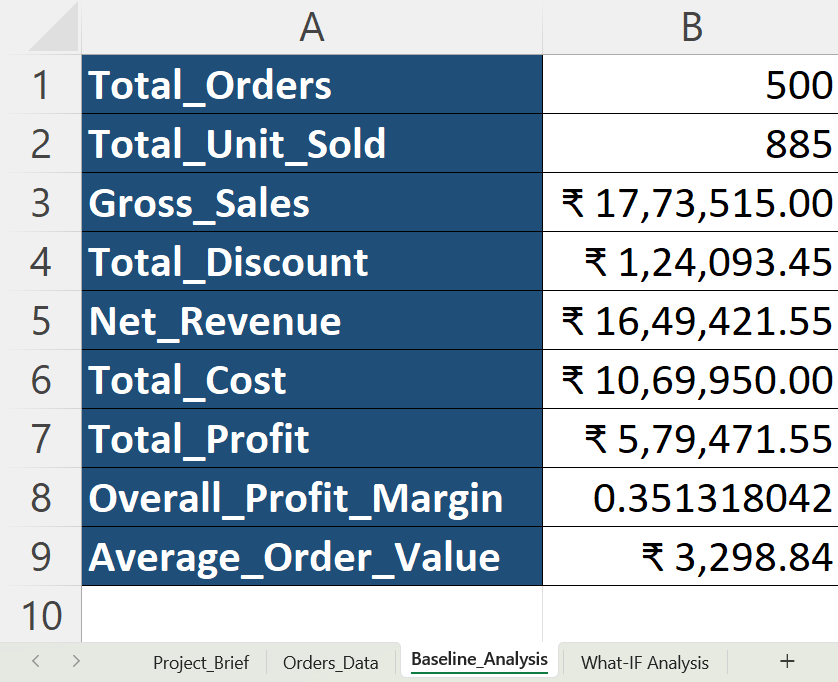 A B
1 Total_Orders 500
2 Total_Unit_Sold 885
3 Gross_Sales ₹ 17,73,515.00
4 Total_Discount ₹ 1,24,093.45
5 Net_Revenue ₹ 16,49,421.55
6 Total_Cost ₹ 10,69,950.00
7 Total_Profit ₹ 5,79,471.55
8 Overall_Profit_Margin 0.351318042
9 Average_Order_Value ₹ 3,298.84
10
Project_Brief Orders_Data Baseline_Analysis What-IF Analysis +